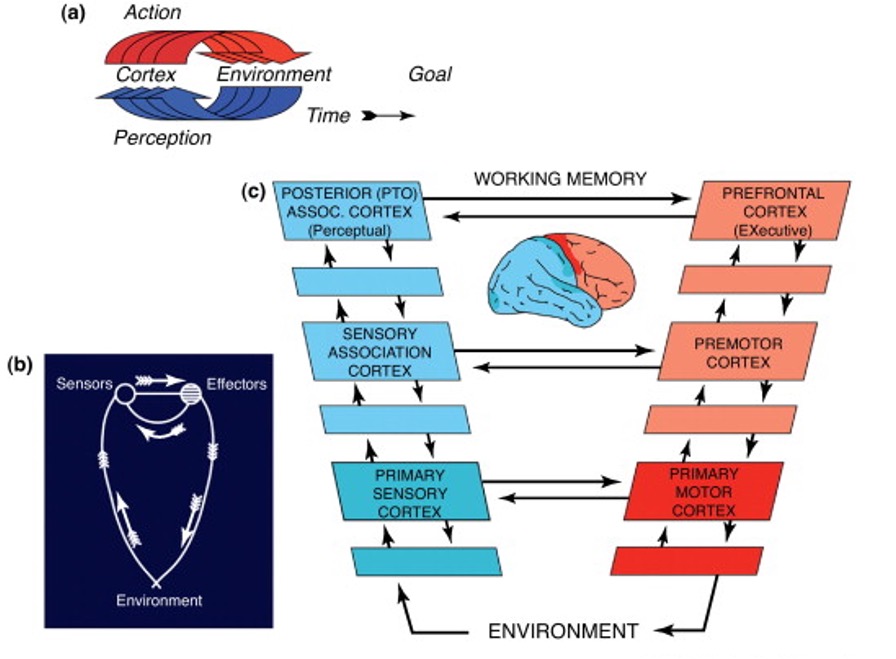 (a)
Action
Cortex Environment
Perception
Goal
Time
(b)
Sensors
Effectors
Environment
(c)
WORKING MEMORY
POSTERIOR (PTO)
ASSOC. CORTEX
(Perceptual)
PREFRONTAL
CORTEX
(EXecutive)
SENSORY
ASSOCIATION
CORTEX
PREMOTOR
CORTEX
PRIMARY
SENSORY
CORTEX
PRIMARY
MOTOR
CORTEX
ENVIRONMENT